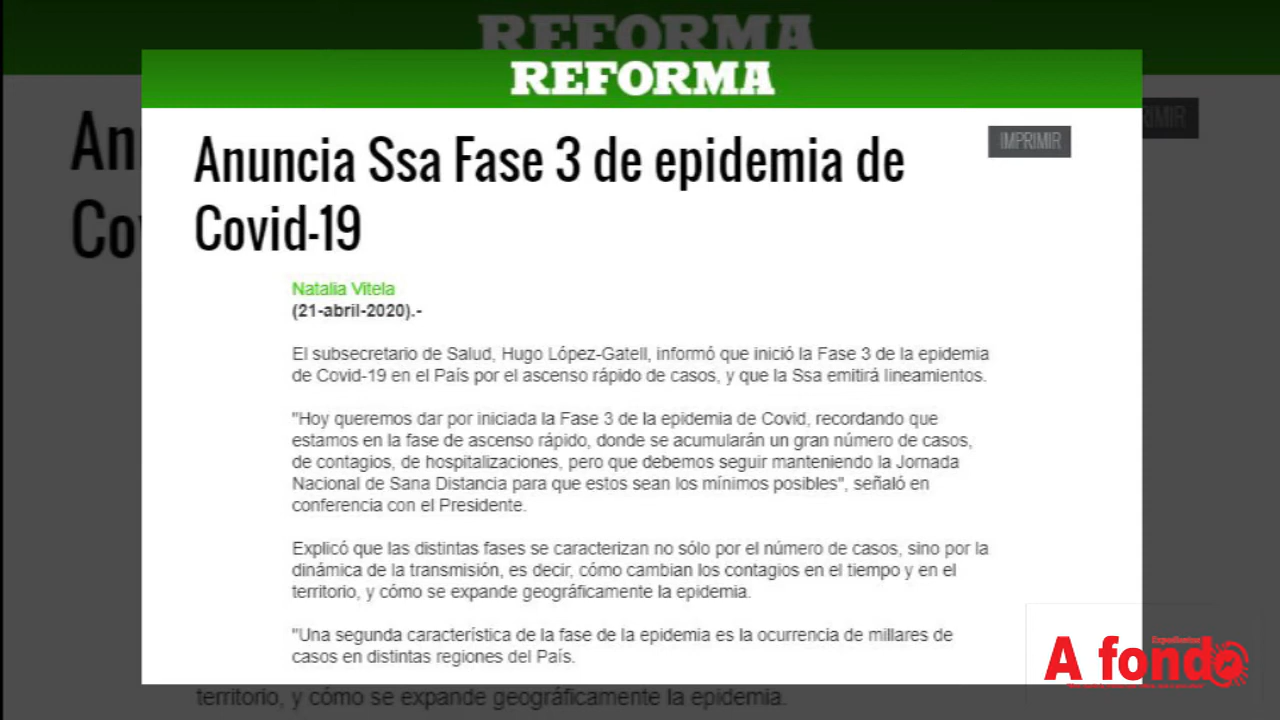 REFORMA
REFORMA
IMPRIMIR
Anuncia Ssa Fase 3 de epidemia de
Covid-19
Natalia Vitela
(21-abril-2020).-
El subsecretario de Salud, Hugo López-Gatell, informó que inició la Fase 3 de la epidemia
de Covid-19 en el País por el ascenso rápido de casos, y que la Ssa emitirá lineamientos.
"Hoy queremos dar por iniciada la Fase 3 de la epidemia de Covid, recordando que
estamos en la fase de ascenso rápido, donde se acumularán un gran número de casos,
de contagios, de hospitalizaciones, pero que debemos seguir manteniendo la Jornada
Nacional de Sana Distancia para que estos sean los mínimos posibles", señaló en
conferencia con el Presidente.
Explicó que las distintas fases se caracterizan no sólo por el número de casos, sino por la
dinámica de la transmisión, es decir, cómo cambian los contagios en el tiempo y en el
territorio, y cómo se expande geográficamente la epidemia.
"Una segunda característica de la fase de la epidemia es la ocurrencia de millares de
casos en distintas regiones del País.
Expedientes
A fondo
territorio, y cómo se expande geográficamente la epidemia.